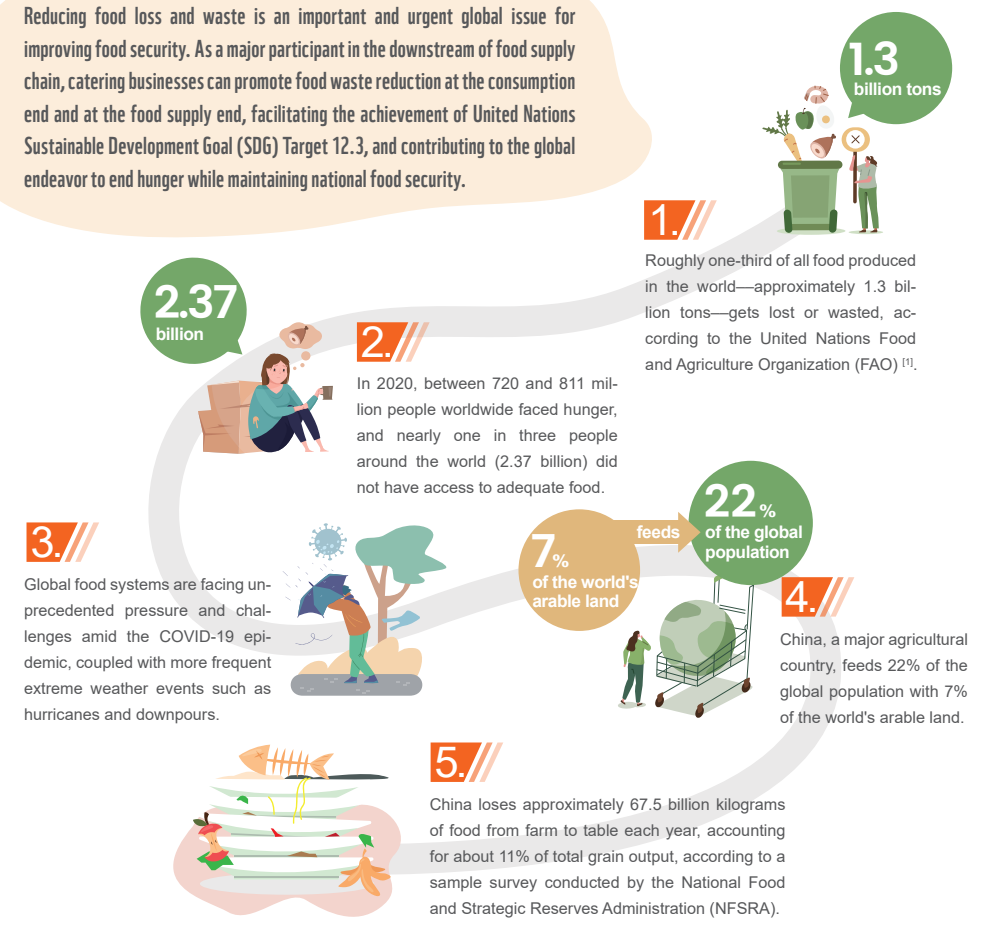 Reducing food loss and waste is an important and urgent global issue for
improving food security. As a major participant in the downstream of food supply
chain, catering businesses can promote food waste reduction at the consumption
end and at the food supply end, facilitating the achievement of United Nations
Sustainable Development Goal (SDG) Target 12.3, and contributing to the global
endeavor to end hunger while maintaining national food security.
1.3
billion tons
1.
Roughly one-third of all food produced
in the world—approximately 1.3 bil-
lion tons—gets lost or wasted, ac-
cording to the United Nations Food
and Agriculture Organization (FAO) [1].
2.37
billion
2.
In 2020, between 720 and 811 mil-
lion people worldwide faced hunger,
and nearly one in three people
around the world (2.37 billion) did
not have access to adequate food.
3.
Global food systems are facing un-
precedented pressure and chal-
lenges amid the COVID-19 epi-
demic, coupled with more frequent
extreme weather events such as
hurricanes and downpours.
7%
of the world's
arable land
feeds
22%
of the global
population
4.
China, a major agricultural
country, feeds 22% of the
global population with 7%
of the world's arable land.
5.
China loses approximately 67.5 billion kilograms
of food from farm to table each year, accounting
for about 11% of total grain output, according to a
sample survey conducted by the National Food
and Strategic Reserves Administration (NFSRA).